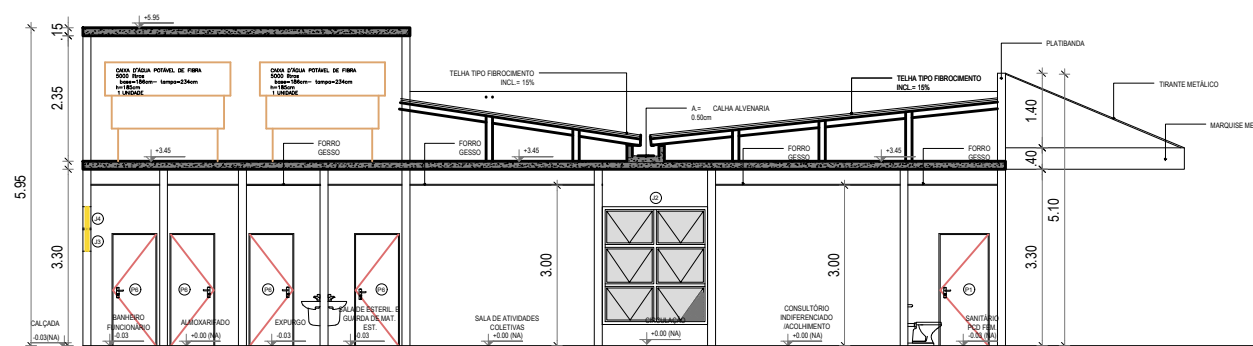 +5.95
15
2.35
5.95
3.30
CAIXA D'ÁGUA POTÁVEL DE FIBRA
5000 litros
base=186cm- tampa=234cm
h=185cm
1 UNIDADE
CAIXA D'ÁGUA POTÁVEL DE FIBRA
5000 litros
base=186cm- tampa=234cm
h=185cm
1 UNIDADE
TELHA TIPO FIBROCIMENTO
INCL.= 15%
A.= CALHA ALVENARIA
0.50cm
TELHA TIPO FIBROCIMENTO
INCL.= 15%
PLATIBANDA
TIRANTE METÁLICO
MARQUISE ME
1.40
.40
5.10
3.30
+3.45
FORRO
GESSO
FORRO
GESSO
+3.45
FORRO
GESSO
+3.45
FORRO
GESSO
J4
J3
J2
3.00
3.00
P6
P6
P6
P6
P1
CALÇADA
-0.03(NA)
BANHEIRO
FUNCIONÁRIO
-0.03
ALMOXARIFADO
+0.00 (NA)
EXPURGO
-0.03
SALA DE ESTERIL. E
GUARDA DE MAT.
EST.
-0.03
SALA DE ATIVIDADES
COLETIVAS
+0.00 (NA)
CIRCULAÇÃO
+0.00 (NA)
CONSULTÓRIO
INDIFERENCIADO
/ACOLHIMENTO
+0.00 (NA)
SANITÁRIO
PCD FEM.
-0.03 (NA)